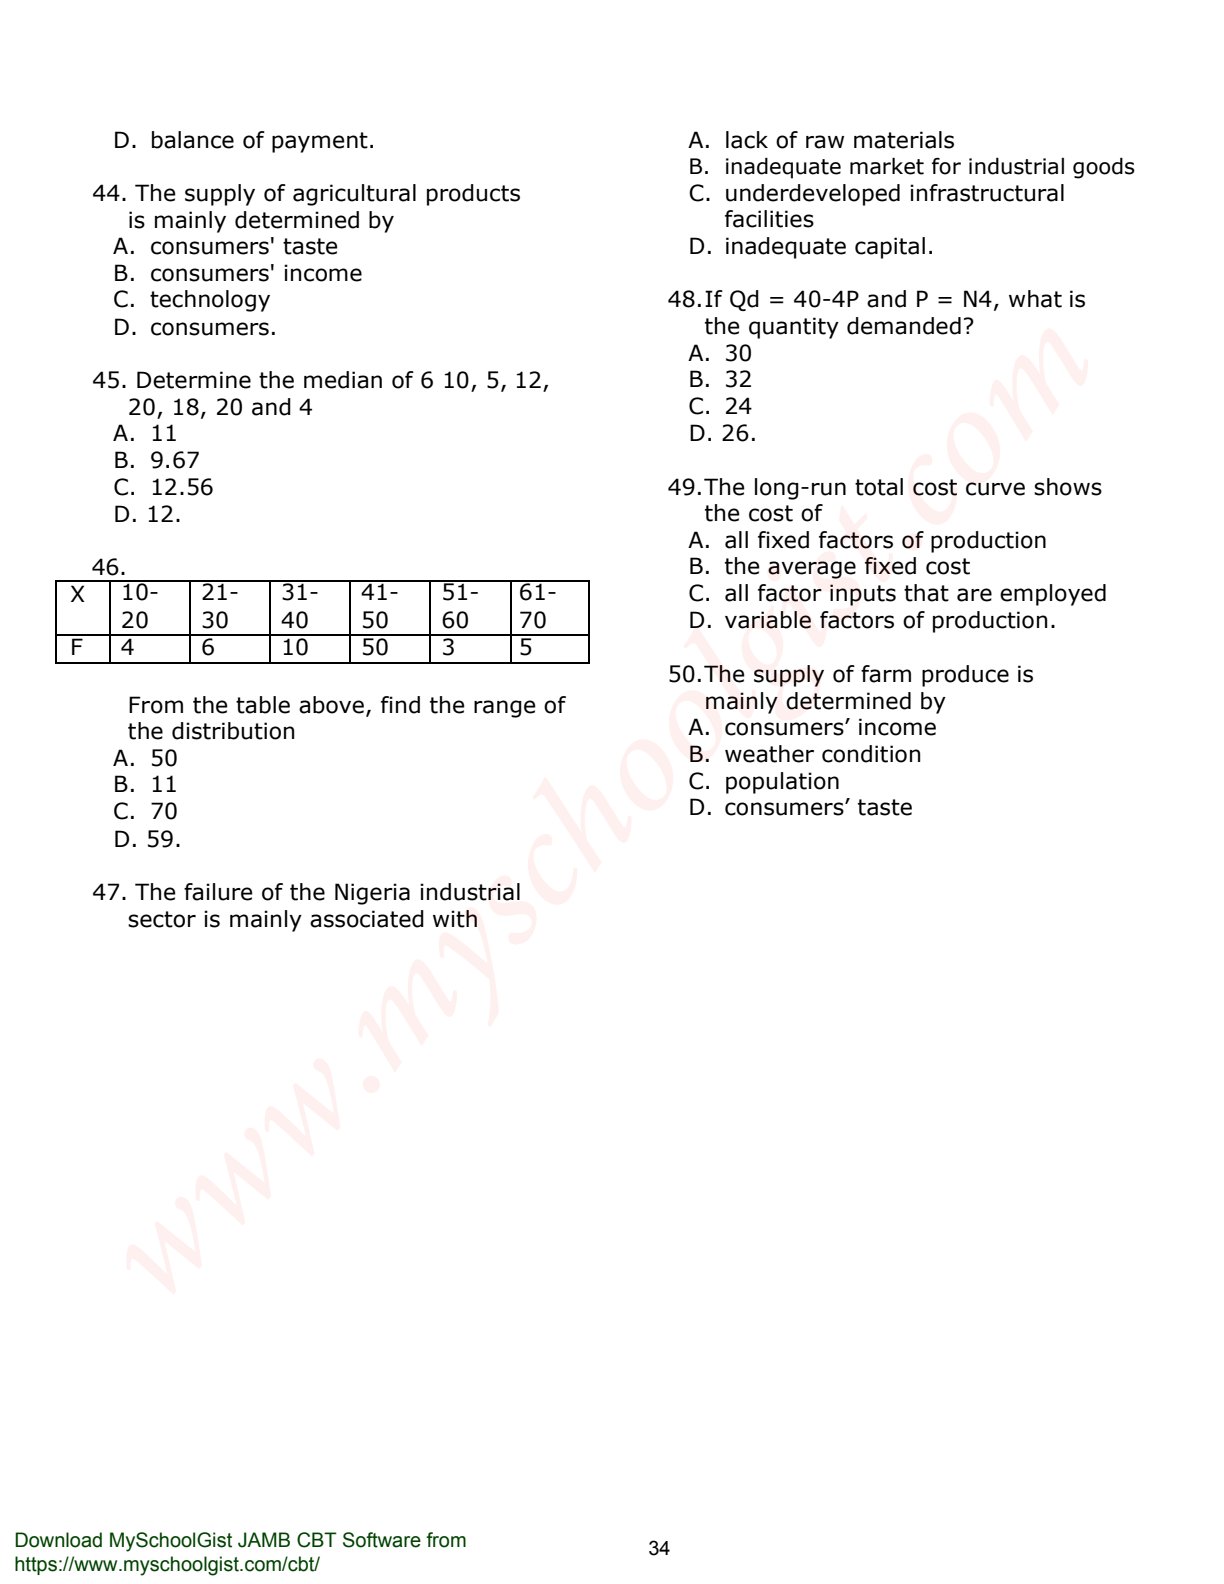 D. balance of payment.
44. The supply of agricultural products
is mainly determined by
A. consumers' taste
B. consumers' income
C. technology
D. consumers.
45. Determine the median of 6 10, 5, 12,
20, 18, 20 and 4
A. 11
B. 9.67
C. 12.56
D. 12.
46.
X 10-20 21-30 31-40 41-50 51-60 61-70
F 4 6 10 50 3 5
From the table above, find the range of
the distribution
A. 50
B. 11
C. 70
D. 59.
47. The failure of the Nigeria industrial
sector is mainly associated with
A. lack of raw materials
B. inadequate market for industrial goods
C. underdeveloped infrastructural
facilities
D. inadequate capital.
48.If Qd = 40-4P and P = N4, what is
the quantity demanded?
A. 30
B. 32
C. 24
D. 26.
49.The long-run total cost curve shows
the cost of
A. all fixed factors of production
B. the average fixed cost
C. all factor inputs that are employed
D. variable factors of production.
50.The supply of farm produce is
mainly determined by
A. consumers’ income
B. weather condition
C. population
D. consumers’ taste
www.myschoolgist.com
Download MySchoolGist JAMB CBT Software from
https://www.myschoolgist.com/cbt/
34